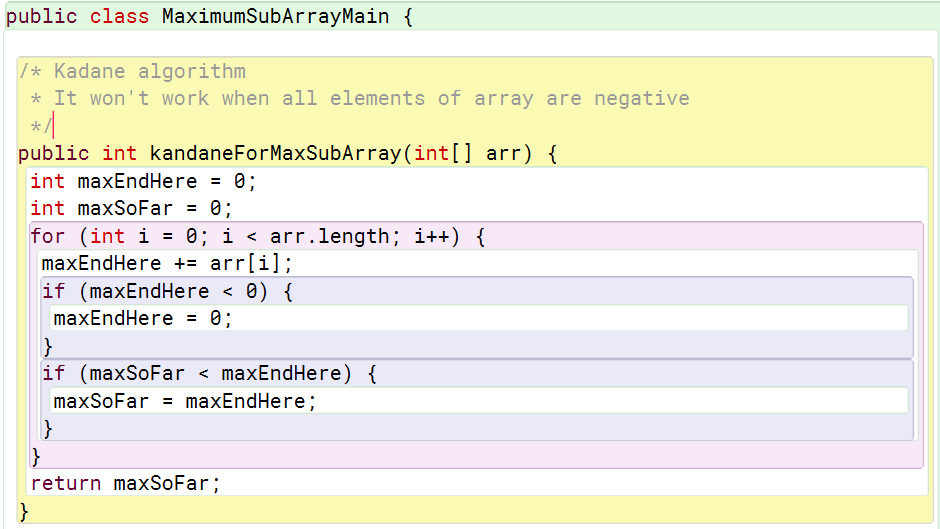 public class MaximumSubArrayMain {
/* Kadane algorithm
* It won't work when all elements of array are negative
*/
public int kandaneForMaxSubArray(int[] arr) {
int maxEndHere = 0;
int maxSoFar = 0;
for (int i = 0; i < arr.length; i++) {
maxEndHere += arr[i];
if (maxEndHere < 0) {
maxEndHere = 0;
}
if (maxSoFar < maxEndHere) {
maxSoFar = maxEndHere;
}
}
return maxSoFar;
}